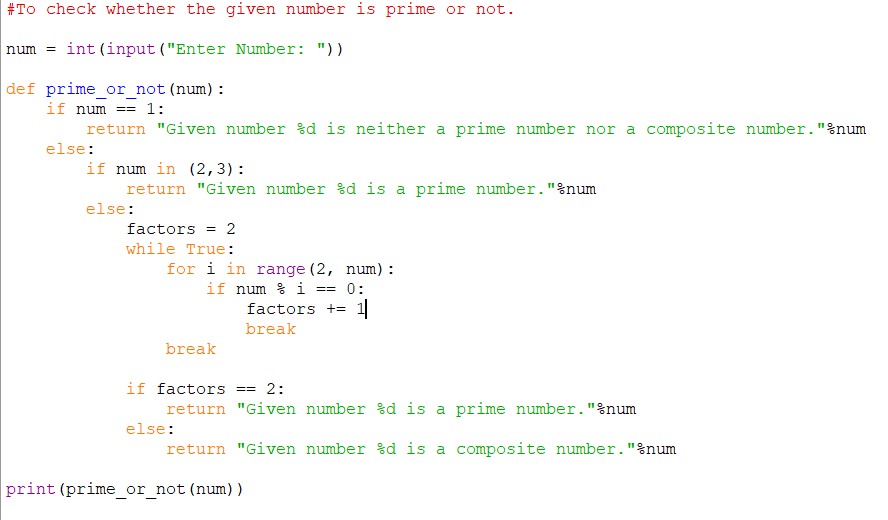 #To check whether the given number is prime or not.
num = int(input("Enter Number: "))
def prime_or_not(num):
    if num == 1:
        return "Given number %d is neither a prime number nor a composite number."%num
    else:
        if num in (2,3):
            return "Given number %d is a prime number."%num
        else:
            factors = 2
            while True:
                for i in range(2, num):
                    if num % i == 0:
                        factors += 1
                        break
                break
            if factors == 2:
                return "Given number %d is a prime number."%num
            else:
                return "Given number %d is a composite number."%num
print(prime_or_not(num))